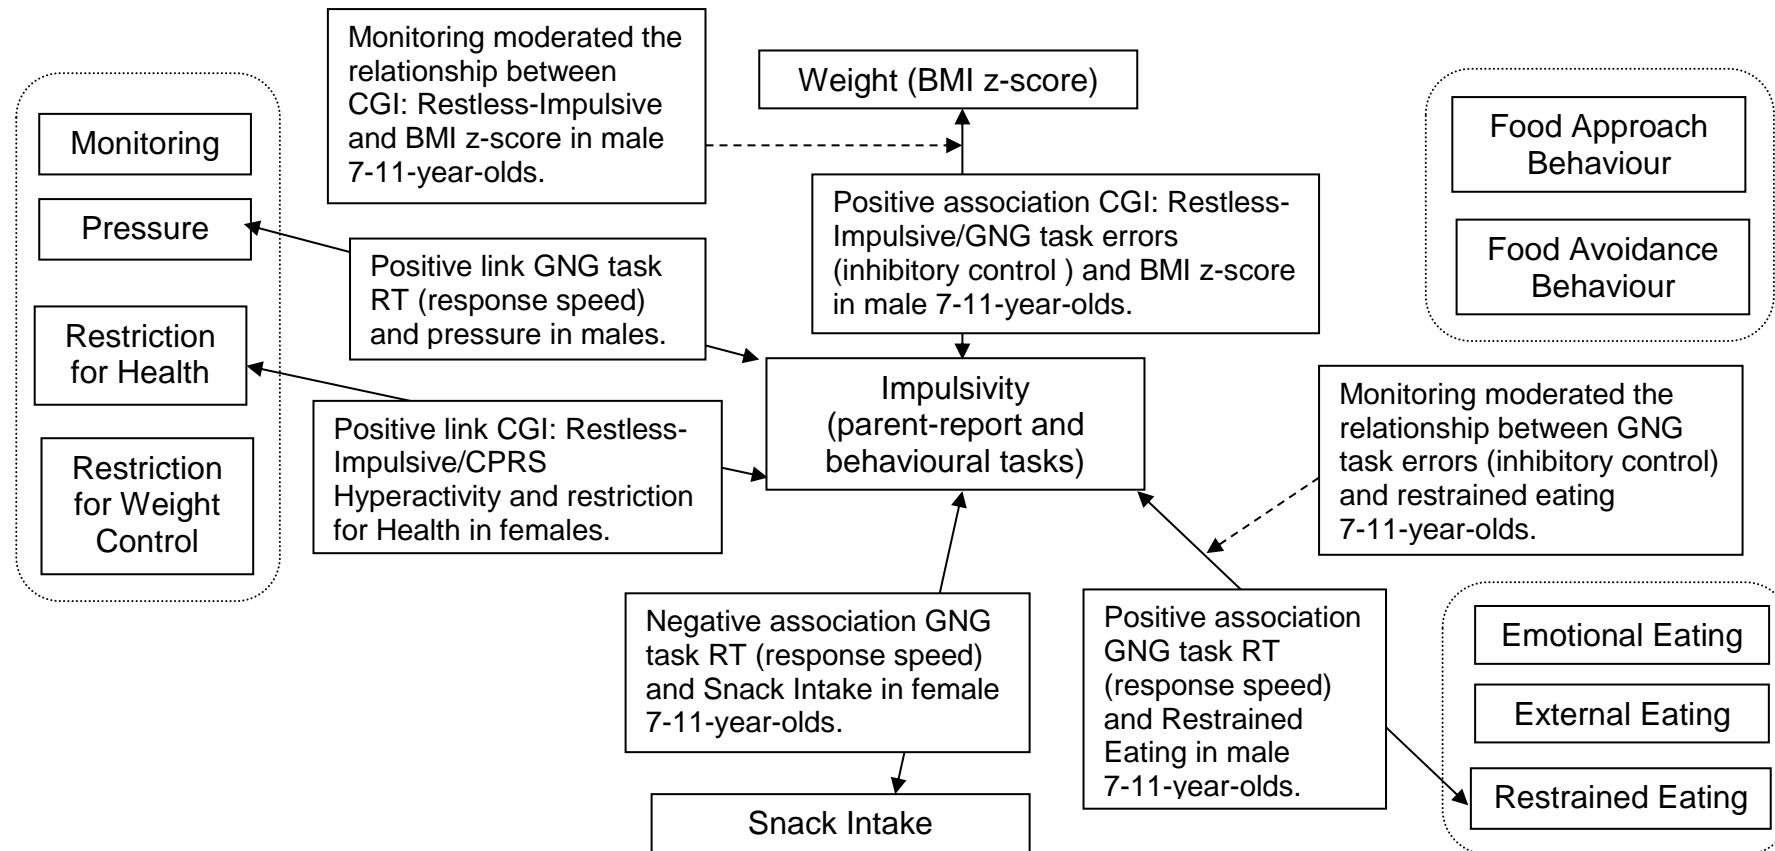 Monitoring moderated the
relationship between
CGI: Restless-Impulsive
and BMI z-score in male
7-11-year-olds.
Weight (BMI z-score)
Monitoring
Pressure
Restriction
for Health
Restriction
for Weight
Control
Positive link GNG task
RT (response speed)
and pressure in males.
Positive link CGI: Restless-
Impulsive/CPRS
Hyperactivity and restriction
for Health in females.
Positive association CGI: Restless-
Impulsive/GNG task errors
(inhibitory control ) and BMI z-score
in male 7-11-year-olds.
Impulsivity
(parent-report and
behavioural tasks)
Food Approach
Behaviour
Food Avoidance
Behaviour
Monitoring moderated the
relationship between GNG
task errors (inhibitory control)
and restrained eating
7-11-year-olds.
Negative association GNG
task RT (response speed)
and Snack Intake in female
7-11-year-olds.
Positive association
GNG task RT
(response speed)
and Restrained
Eating in male
7-11-year-olds.
Emotional Eating
External Eating
Restrained Eating
Snack Intake